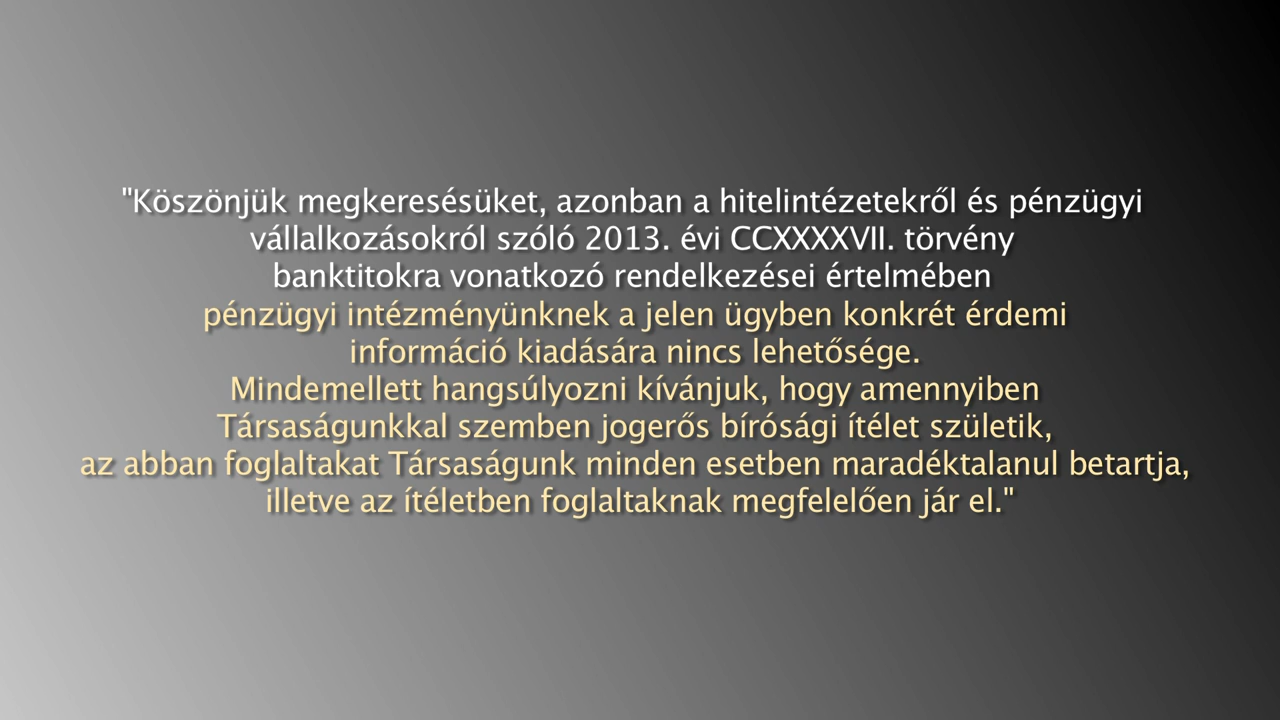 "Köszönjük megkeresésüket, azonban a hitelintézetekről és pénzügyi
vállalkozásokról szóló 2013. évi CCXXXXVII. törvény
banktitokra vonatkozó rendelkezései értelmében
pénzügyi intézményünknek a jelen ügyben konkrét érdemi
információ kiadására nincs lehetősége.
Mindemellett hangsúlyozni kívánjuk, hogy amennyiben
Társaságunkkal szemben jogerős bírósági ítélet születik,
az abban foglaltakat Társaságunk minden esetben maradéktalanul betartja,
illetve az ítéletben foglaltaknak megfelelően jár el."